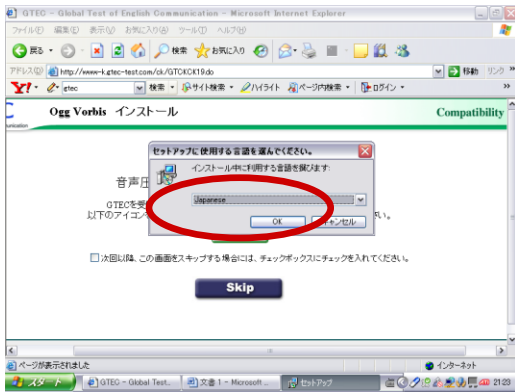 GTEC - Global Test of English Communication - Microsoft Internet Explorer
ファイル(F) 編集(E) 表示(V) お気に入り(A) ツール(T) ヘルプ(H)
戻る 検索 お気に入り
アドレス(D) http://www-k.gtec-test.com/ck/GTCKCK19.do 移動 リンク
Y! gtec 検索 サイト検索 ハイライト ページ内検索 ログイン
Ogg Vorbis インストール Compatibility
セットアップに使用する言語を選んでください。
インストール中に利用する言語を選びます:
音声圧
Japanese
GTECを受
以下のアイコン
OK キャンセル
次回以降、この画面をスキップする場合には、チェックボックスにチェックを入れてください。
Skip
ページが表示されました インターネット
スタート GTEC - Global Test... 文書 1 - Microsoft ... セットアップ 21:23